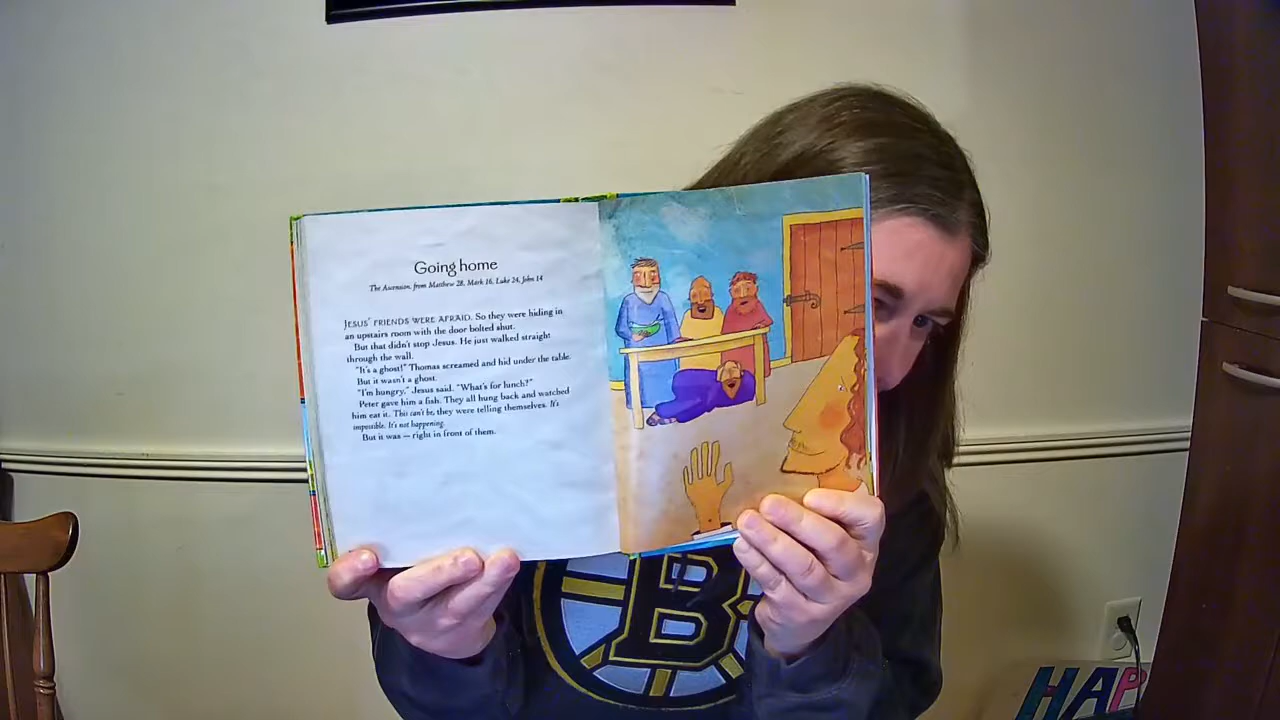 Going home
The Ascension, from Matthew 28, Mark 16, Luke 24, John 14
JESUS' FRIENDS WERE AFRAID. So they were hiding in
an upstairs room with the door bolted shut.
But that didn't stop Jesus. He just walked straight
through the wall.
"It's a ghost!" Thomas screamed and hid under the table.
But it wasn't a ghost.
"I'm hungry," Jesus said. "What's for lunch?"
Peter gave him a fish. They all hung back and watched
him eat it. This can't be, they were telling themselves. It's
impossible. It's not happening.
But it was — right in front of them.
B
HAP